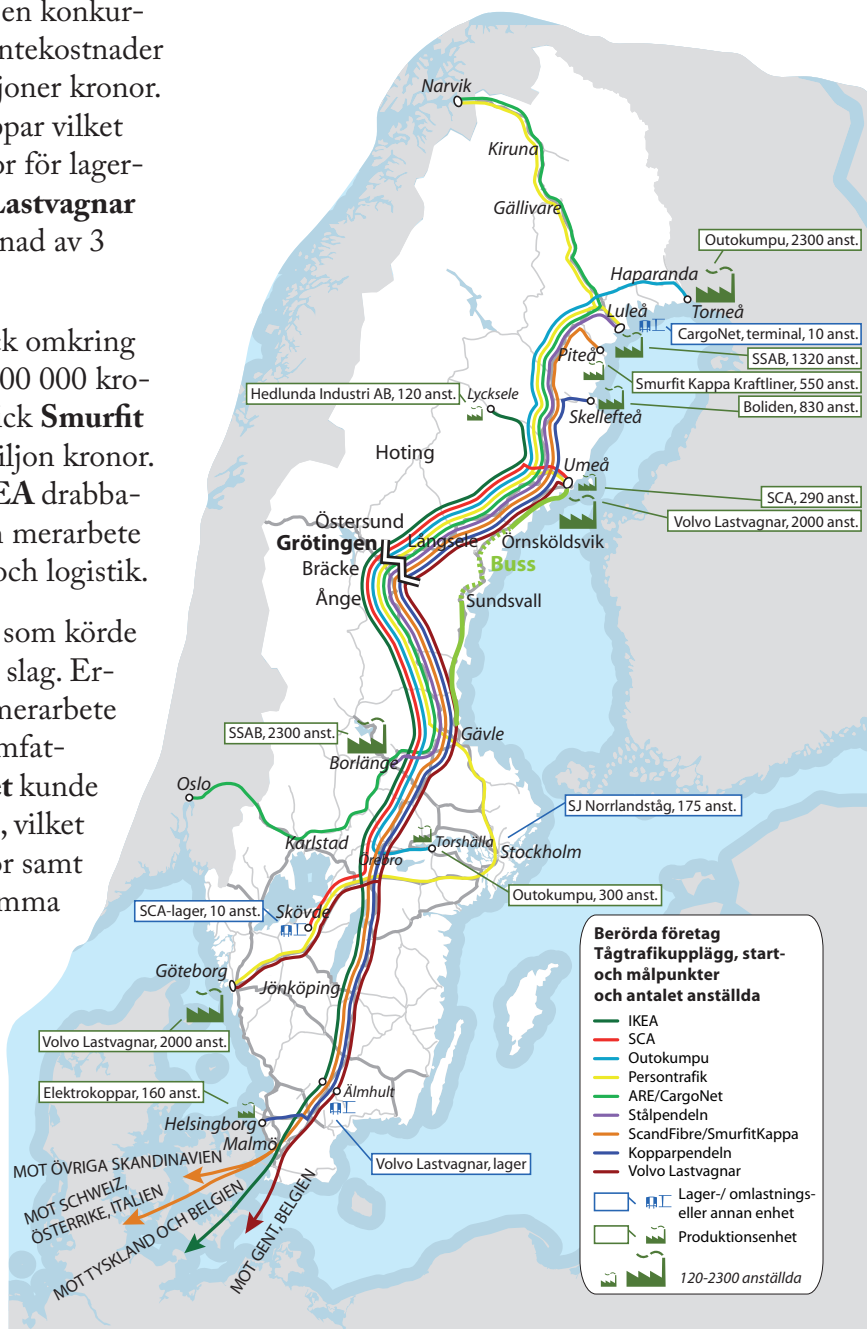 en konkur-
ntekostnader
joner kronor.
par vilket
or för lager-
Lastvagnar
nad av 3
ck omkring
00 000 kro-
ick Smurfit
iljon kronor.
EA drabba-
n merarbete
och logistik.
som körde
slag. Er-
merarbete
mfat-
et kunde
, vilket
or samt
mma
Narvik
Kiruna
Gällivare
Outokumpu, 2300 anst.
Haparanda
Torneå
Luleå
CargoNet, terminal, 10 anst.
SSAB, 1320 anst.
Piteå
Smurfit Kappa Kraftliner, 550 anst.
Hedlunda Industri AB, 120 anst.
Lycksele
Boliden, 830 anst.
Skellefteå
Hoting
Umeå
SCA, 290 anst.
Volvo Lastvagnar, 2000 anst.
Östersund
Grötingen
Långsele
Örnsköldsvik
Bräcke
Buss
Ånge
Sundsvall
SSAB, 2300 anst.
Gävle
Borlänge
Oslo
SJ Norrlandståg, 175 anst.
Karlstad
Torshälla
Örebro
Stockholm
Outokumpu, 300 anst.
SCA-lager, 10 anst.
Skövde
Göteborg
Jönköping
Volvo Lastvagnar, 2000 anst.
Elektrokoppar, 160 anst.
Älmhult
Helsingborg
Malmö
Volvo Lastvagnar, lager
MOT ÖVRIGA SKANDINAVIEN
MOT SCHWEIZ,
ÖSTERRIKE, ITALIEN
MOT TYSKLAND OCH BELGIEN
MOT GENT, BELGIEN
Berörda företag
Tågtrafikupplägg, start-
och målpunkter
och antalet anställda
IKEA
SCA
Outokumpu
Persontrafik
ARE/CargoNet
Stålpendeln
ScandFibre/SmurfitKappa
Kopparpendeln
Volvo Lastvagnar
Lager-/ omlastnings-
eller annan enhet
Produktionsenhet
120-2300 anställda